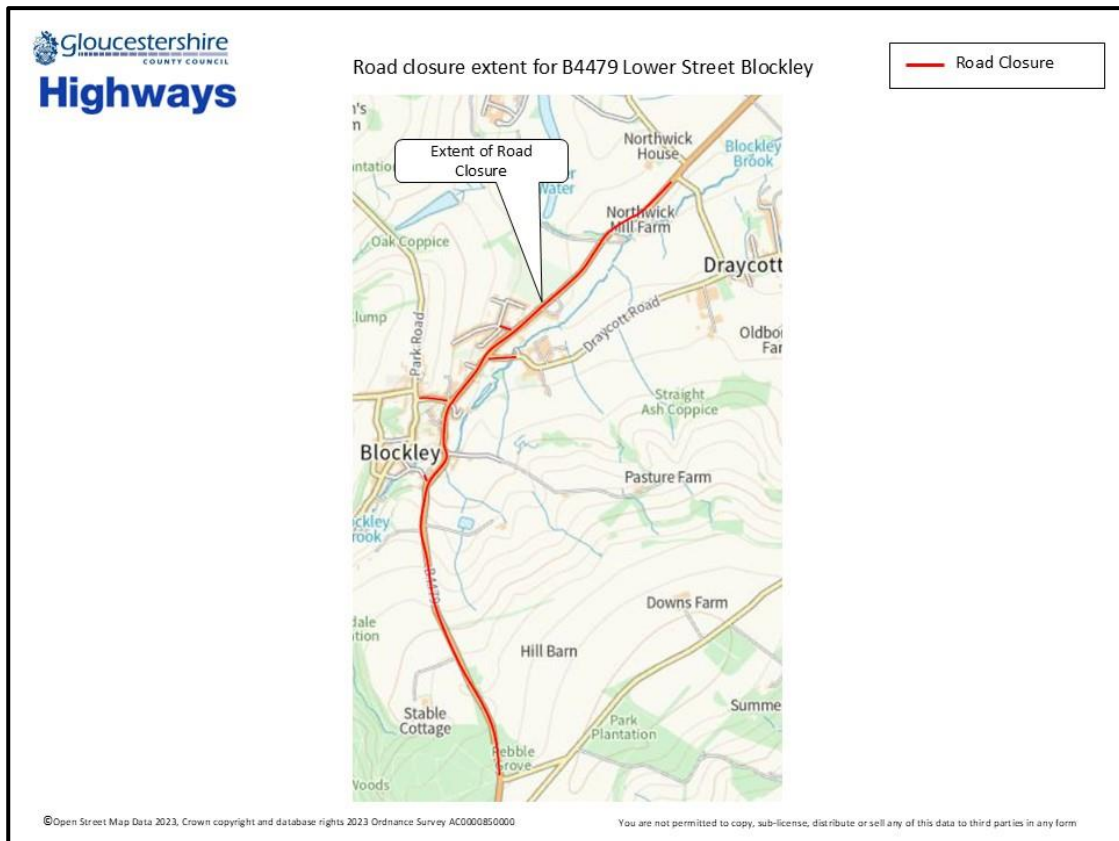 Gloucestershire
COUNTY COUNCIL
Highways
Road closure extent for B4479 Lower Street Blockley
Road Closure
Extent of Road
Closure
Northwick
House
Blockley
Brook
Water
Northwick
Mill Farm
Oak Coppice
Draycott
Park Road
Draycott Road
Straight
Ash Coppice
Blockley
Pasture Farm
B4479
Downs Farm
Hill Barn
Stable
Cottage
Park
Plantation
Pebble
Grove
Woods
©Open Street Map Data 2023, Crown copyright and database rights 2023 Ordnance Survey AC0000850000
You are not permitted to copy, sub-license, distribute or sell any of this data to third parties in any form